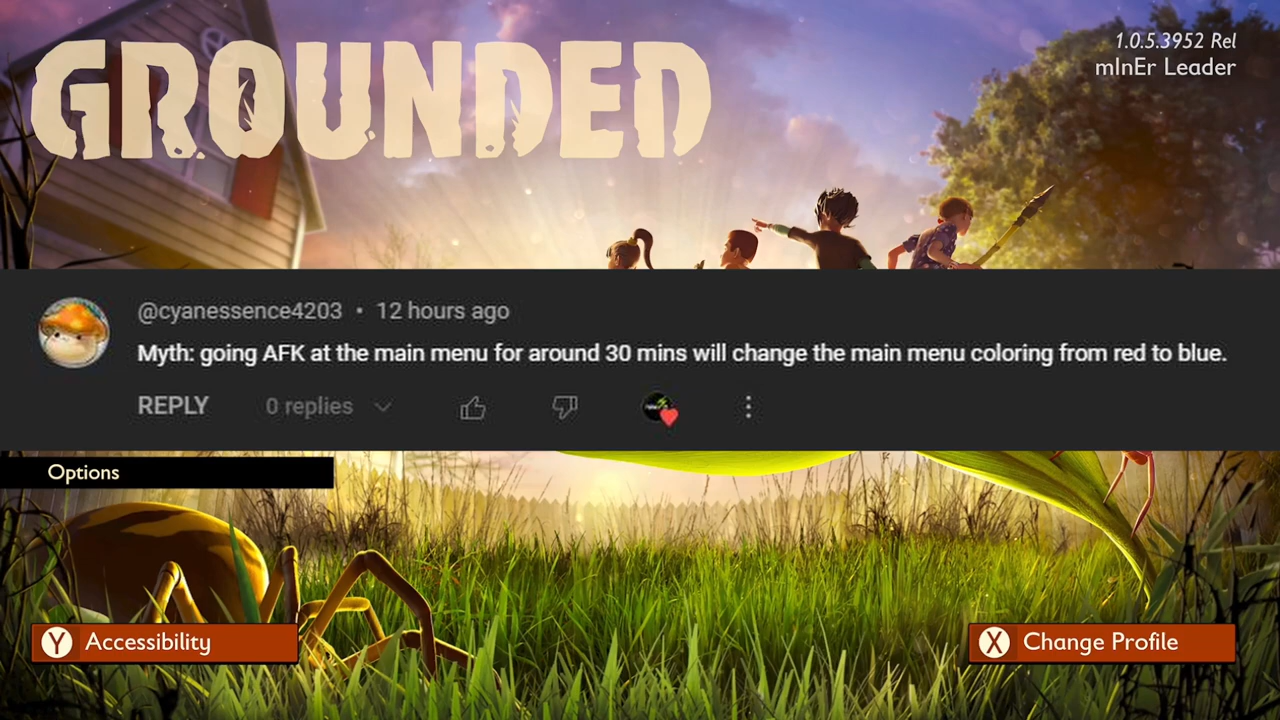 GROUNDED
1.0.5.3952 Rel
mInEr Leader
@cyanessence4203 • 12 hours ago
Myth: going AFK at the main menu for around 30 mins will change the main menu coloring from red to blue.
REPLY 0 replies
Options
Y Accessibility
X Change Profile